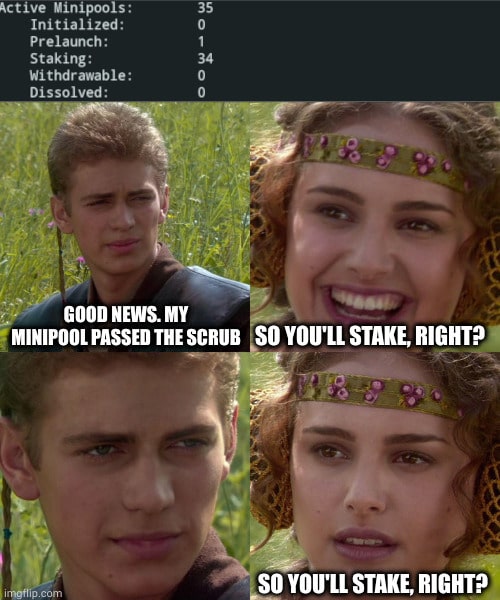 Active Minipools: 35
Initialized: 0
Prelaunch: 1
Staking: 34
Withdrawable: 0
Dissolved: 0
GOOD NEWS. MY
MINIPOOL PASSED THE SCRUB
SO YOU'LL STAKE, RIGHT?
SO YOU'LL STAKE, RIGHT?
imgflip.com